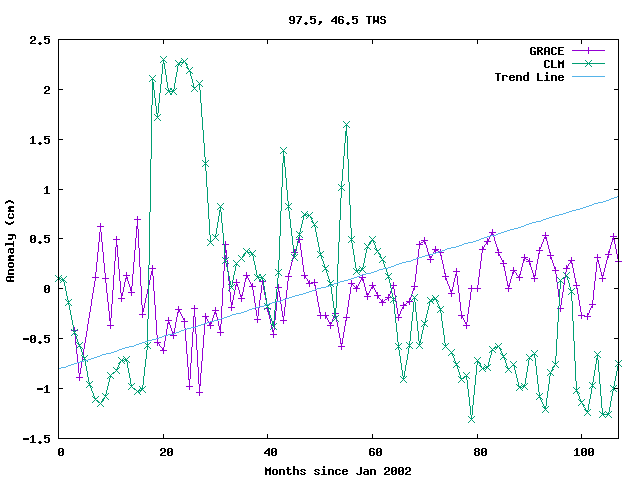 97.5, 46.5 TWS
GRACE
CLM
Trend Line
Anomaly (cm)
2.5
2
1.5
1
0.5
0
-0.5
-1
-1.5
0 20 40 60 80 100
Months since Jan 2002